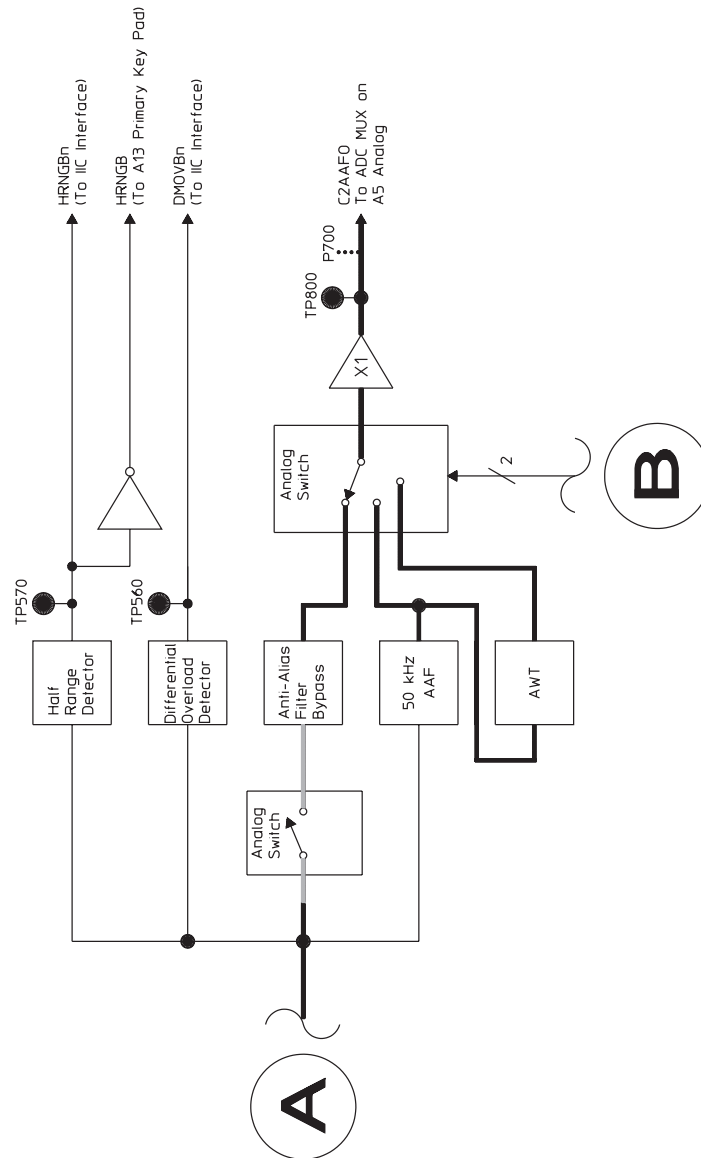 HRNGBn
(To IIC Interface)
HRNGB
(To A13 Primary Key Pad)
DMOVBn
(To IIC Interface)
C2AAFO
To ADC MUX on
A5 Analog
P700
TP800
X1
Analog
Switch
2
B
TP570
TP560
Half
Range
Detector
Differential
Overload
Detector
Anti-Alias
Filter
Bypass
50 kHz
AAF
AWT
Analog
Switch
A